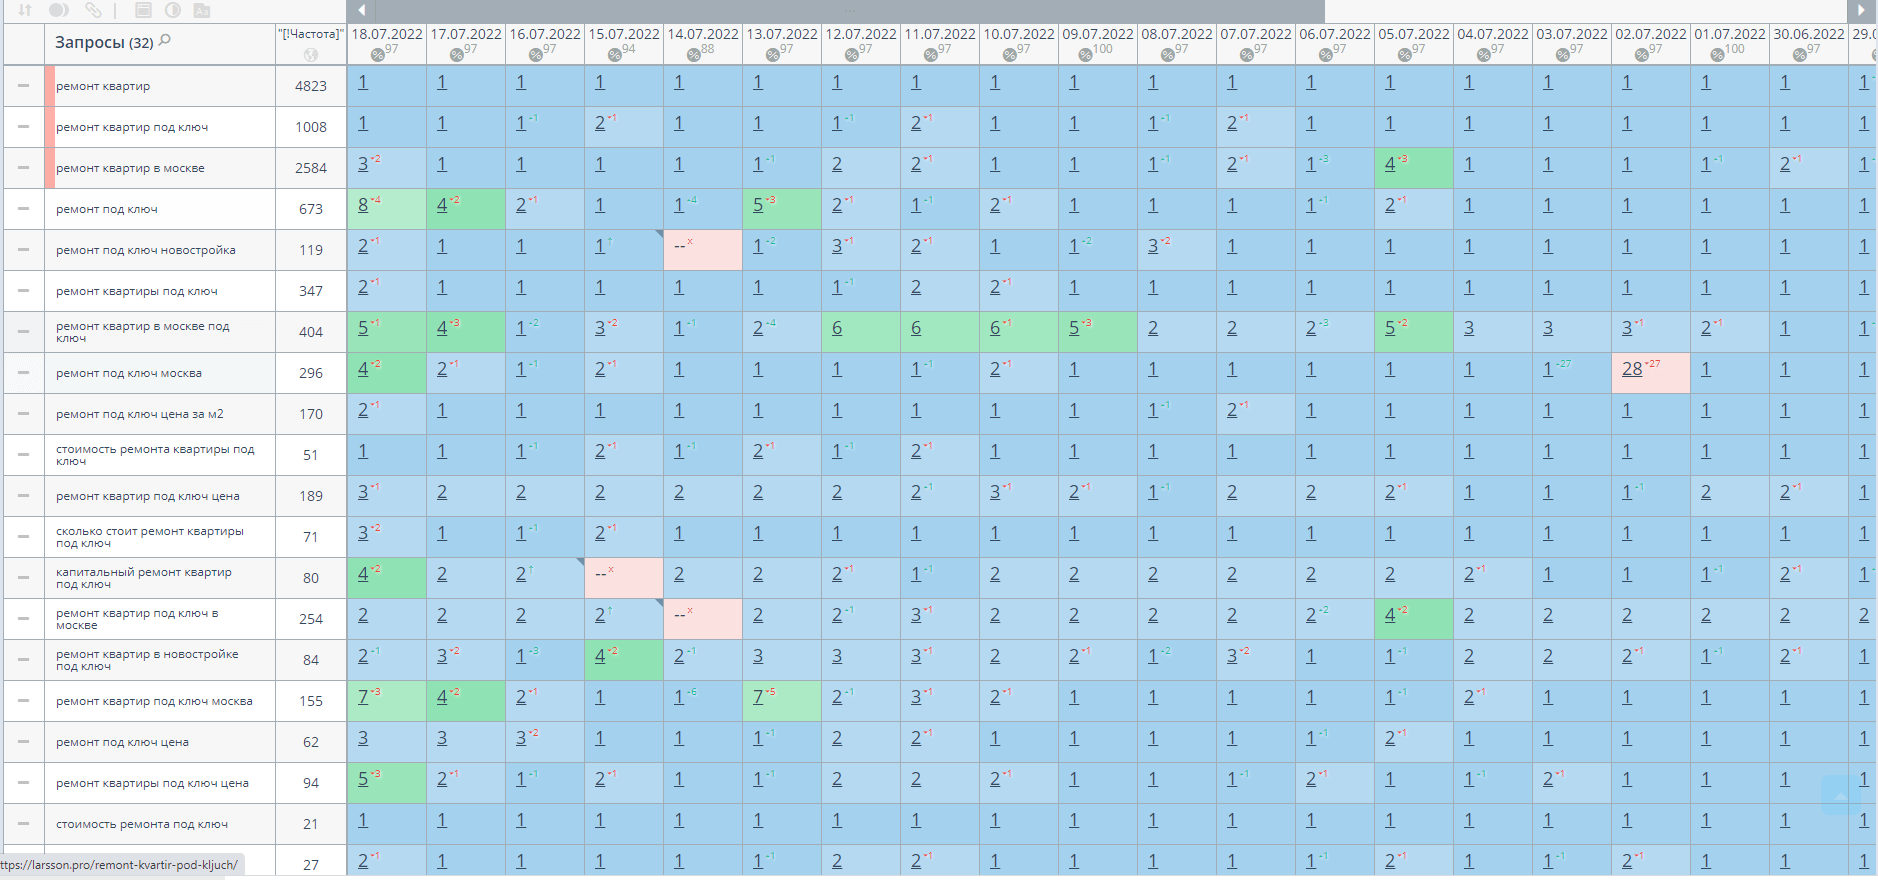 Запросы (32) "[!Частота]" 18.07.2022 17.07.2022 16.07.2022 15.07.2022 14.07.2022 13.07.2022 12.07.2022 11.07.2022 10.07.2022 09.07.2022 08.07.2022 07.07.2022 06.07.2022 05.07.2022 04.07.2022 03.07.2022 02.07.2022 01.07.2022 30.06.2022
%97 %97 %97 %94 %88 %97 %97 %97 %97 %100 %97 %97 %97 %97 %97 %97 %97 %100 %97
ремонт квартир 4823 1 1 1 1 1 1 1 1 1 1 1 1 1 1 1 1 1 1 1 1
ремонт квартир под ключ 1008 1 1 1-1 2-1 1 1 1-1 2-1 1 1 1-1 2-1 1 1 1 1 1 1 1 1
ремонт квартир в москве 2584 3-2 1 1 1 1 1-1 2 2-1 1 1 1-1 2-1 1-3 4-3 1 1 1 1-1 2-1 1
ремонт под ключ 673 8-4 4-2 2-1 1 1-4 5-3 2-1 1-1 2-1 1 1 1 1-1 2-1 1 1 1 1 1 1
ремонт под ключ новостройка 119 2-1 1 1 1↑ --x 1-2 3-1 2-1 1 1-2 3-2 1 1 1 1 1 1 1 1 1
ремонт квартиры под ключ 347 2-1 1 1 1 1 1 1-1 2 2-1 1 1 1 1 1 1 1 1 1 1 1
ремонт квартир в москве под
ключ 404 5-1 4-3 1-2 3-2 1-1 2-4 6 6 6-1 5-3 2 2 2-3 5-2 3 3 3-1 2-1 1 1
ремонт под ключ москва 296 4-2 2-1 1-1 2-1 1 1 1-1 1-1 2-1 1 1 1 1 1 1 1-27 28-27 1 1 1
ремонт под ключ цена за м2 170 2-1 1 1 1 1 1 1 1 1 1 1-1 2-1 1 1 1 1 1 1 1 1
стоимость ремонта квартиры под
ключ 51 1 1 1-1 2-1 1-1 2-1 1-1 2-1 1 1 1 1 1 1 1 1 1 1 1 1
ремонт квартир под ключ цена 189 3-1 2 2 2 2 2 2 2-1 3-1 2-1 1-1 2 2 2-1 1 1 1-1 2 2-1 1
сколько стоит ремонт квартиры
под ключ 71 3-2 1 1-1 2-1 1 1 1 1 1 1 1 1 1 1 1 1 1 1 1 1
капитальный ремонт квартир
под ключ 80 4-2 2 2↑ --x 2 2 2-1 1-1 2 2 2 2 2 2 2-1 1 1 1-1 2-1 1
ремонт квартир под ключ в
москве 254 2 2 2 2↑ --x 2 2-1 3-1 2 2 2 2 2-2 4-2 2 2 2 2 2 2
ремонт квартир в новостройке
под ключ 84 2-1 3-2 1-3 4-2 2-1 3 3 3-1 2 2-1 1-2 3-2 1 1-1 2 2 2-1 1-1 2-1 1
ремонт квартир под ключ москва 155 7-3 4-2 2-1 1 1-6 7-5 2-1 3-1 2-1 1 1 1 1 1-1 2-1 1 1 1 1 1
ремонт под ключ цена 62 3 3 3-2 1 1 1-1 2 2-1 1 1 1 1 1-1 2-1 1 1 1 1 1 1
ремонт квартиры под ключ цена 94 5-3 2-1 1-1 2-1 1 1-1 2 2 2-1 1 1 1-1 2-1 1 1-1 2-1 1 1 1 1
стоимость ремонта под ключ 21 1 1 1 1 1 1 1 1 1 1 1 1 1 1 1 1 1 1 1 1
27 2-1 1 1 1 1 1-1 2 2-1 1 1 1 1 1-1 2-1 1 1-1 2-1 1 1 1
ttps://larsson.pro/remont-kvartir-pod-kljuch/